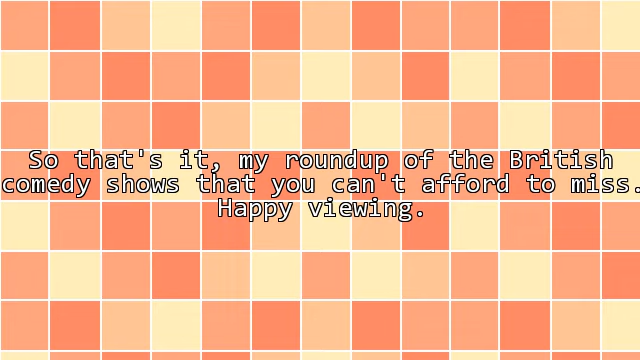 So that's it, my roundup of the British
comedy shows that you can't afford to miss.
Happy viewing.